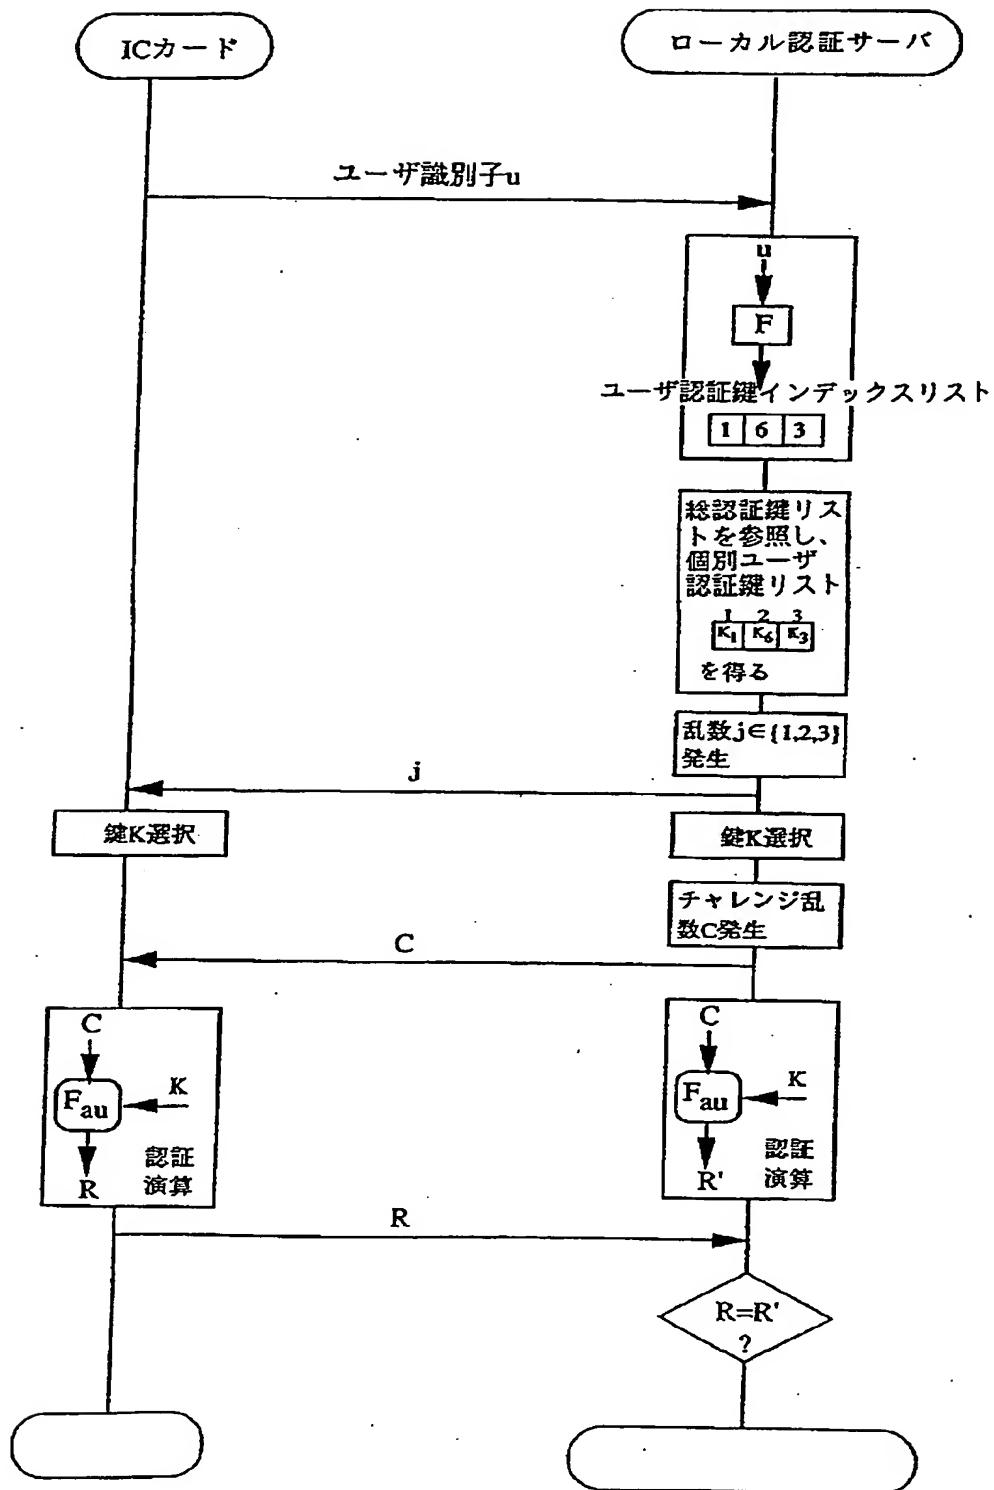 ICカード
ローカル認証サーバ
ユーザ識別子u
u
F
ユーザ認証鍵インデックスリスト
1 6 3
総認証鍵リス
トを参照し、
個別ユーザ
認証鍵リスト
1 2 3
K1 K6 K3
を得る
乱数j∈{1,2,3}
発生
j
鍵K選択
鍵K選択
チャレンジ乱
数C発生
C
C
Fau
K
認証
演算
R
C
Fau
K
認証
演算
R'
R
R=R'
?